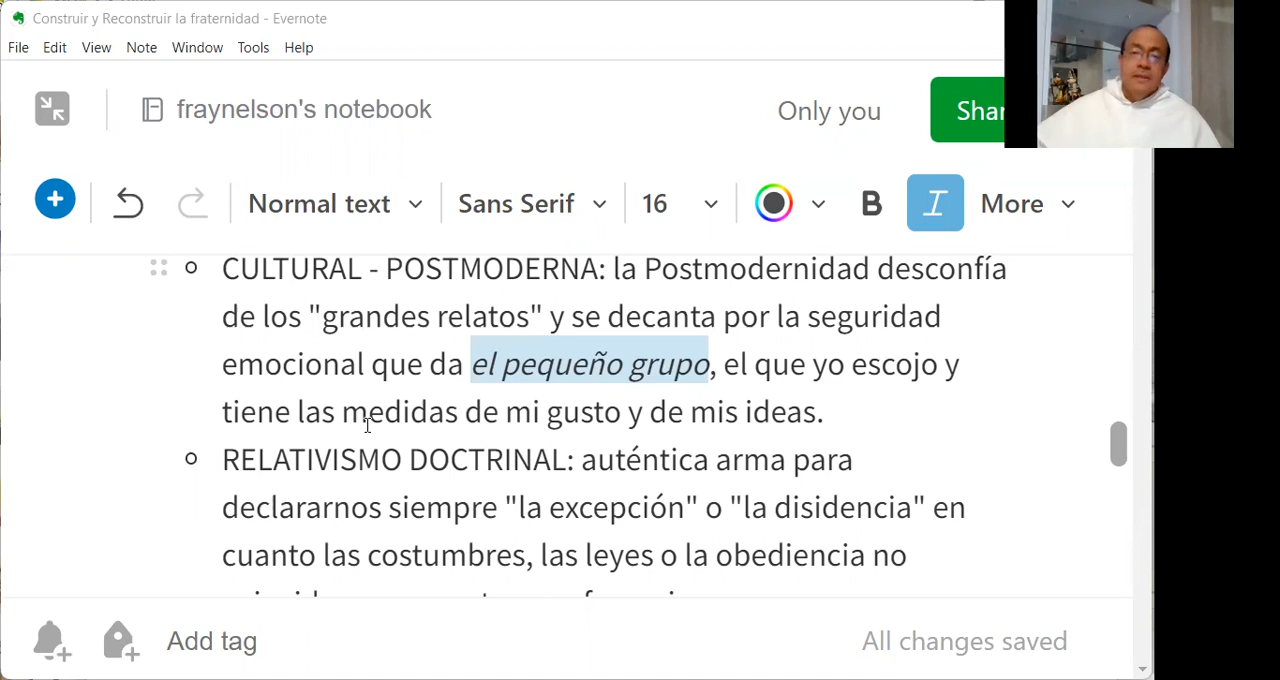 Construir y Reconstruir la fraternidad - Evernote
File Edit View Note Window Tools Help
fraynelson's notebook
Only you
Normal text Sans Serif 16 B I More
CULTURAL - POSTMODERNA: la Postmodernidad desconfía
de los "grandes relatos" y se decanta por la seguridad
emocional que da el pequeño grupo, el que yo escojo y
tiene las medidas de mi gusto y de mis ideas.
RELATIVISMO DOCTRINAL: auténtica arma para
declararnos siempre "la excepción" o "la disidencia" en
cuanto las costumbres, las leyes o la obediencia no
Add tag
All changes saved